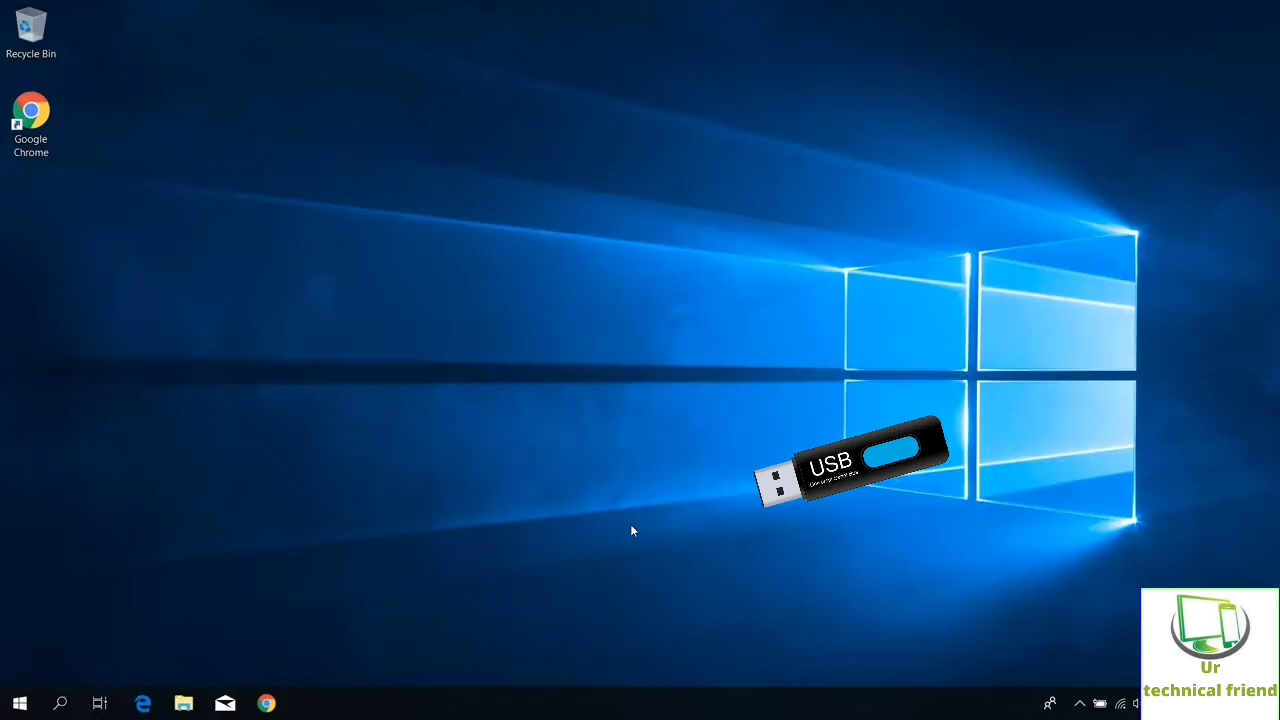 Recycle Bin
Google
Chrome
USB
Ur
technical friend